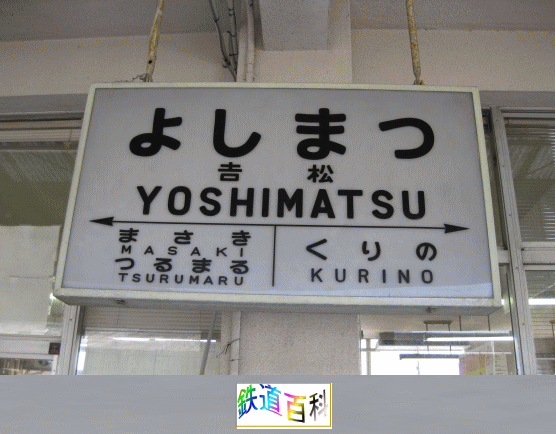 よしまつ
吉松
YOSHIMATSU
まさき
MASAKI
つるまる
TSURUMARU
くりの
KURINO
鉄道百科